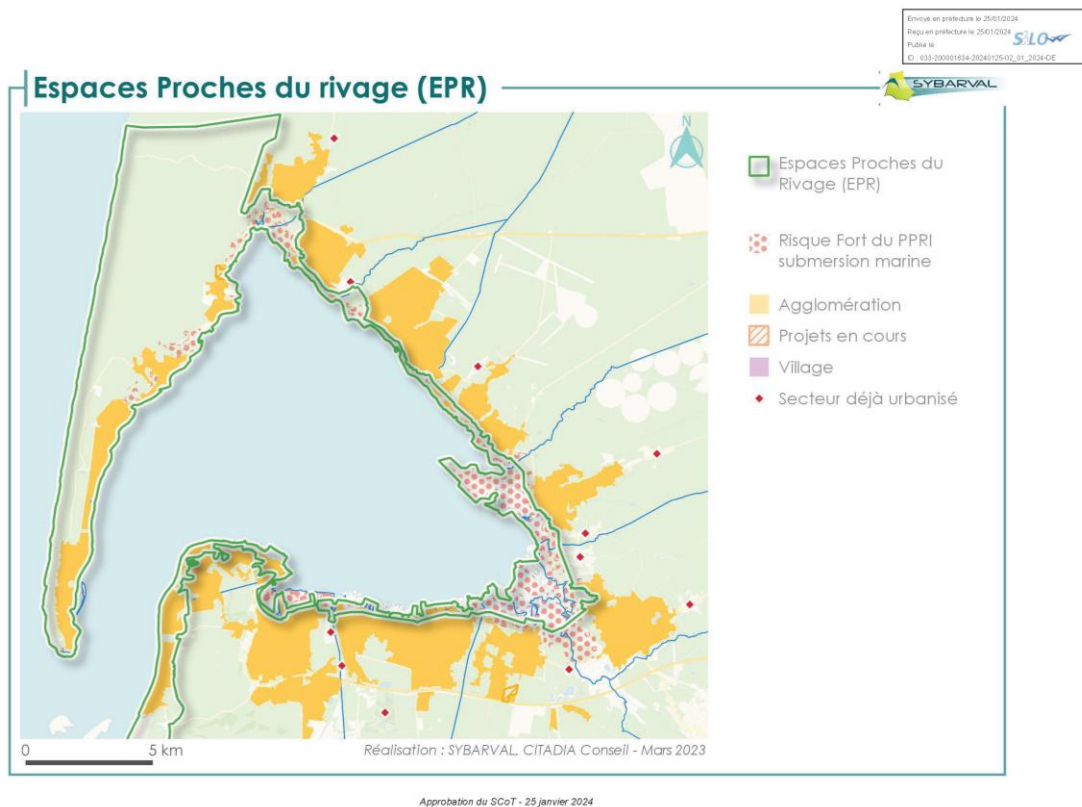 Envoyé en préfecture le 25/01/2024
Reçu en préfecture le 25/01/2024
Publié le
ID : 033-200001604-20240125-02_01_2024-DE
SYBARVAL
Espaces Proches du rivage (EPR)
N
Espaces Proches du
Rivage (EPR)
Risque Fort du PPRI
submersion marine
Agglomération
Projets en cours
Village
Secteur déjà urbanisé
0 5 km
Réalisation : SYBARVAL, CITADIA Conseil - Mars 2023
Approbation du SCoT - 25 janvier 2024